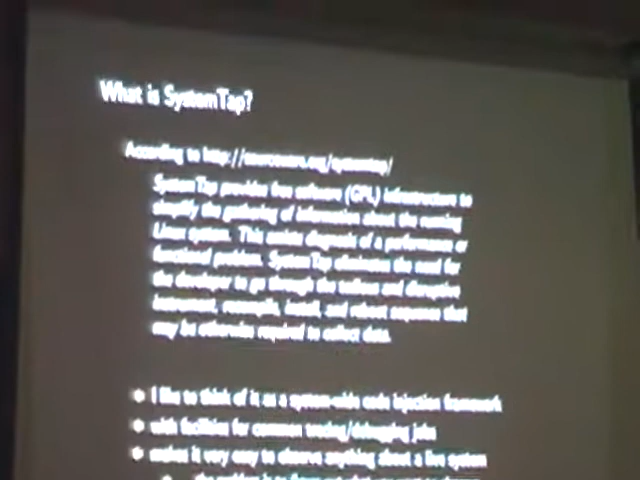 What is SystemTap?
According to http://sourceware.org/systemtap/
SystemTap provides free software (GPL) infrastructure to
simplify the gathering of information about the running
Linux system. This assists diagnosis of a performance or
functional problem. SystemTap eliminates the need for
the developer to go through the tedious and disruptive
instrument, recompile, install, and reboot sequence that
may be otherwise required to collect data.
I like to think of it as a system-wide code injection framework
with facilities for common tracing/debugging jobs
makes it very easy to observe anything about a live system